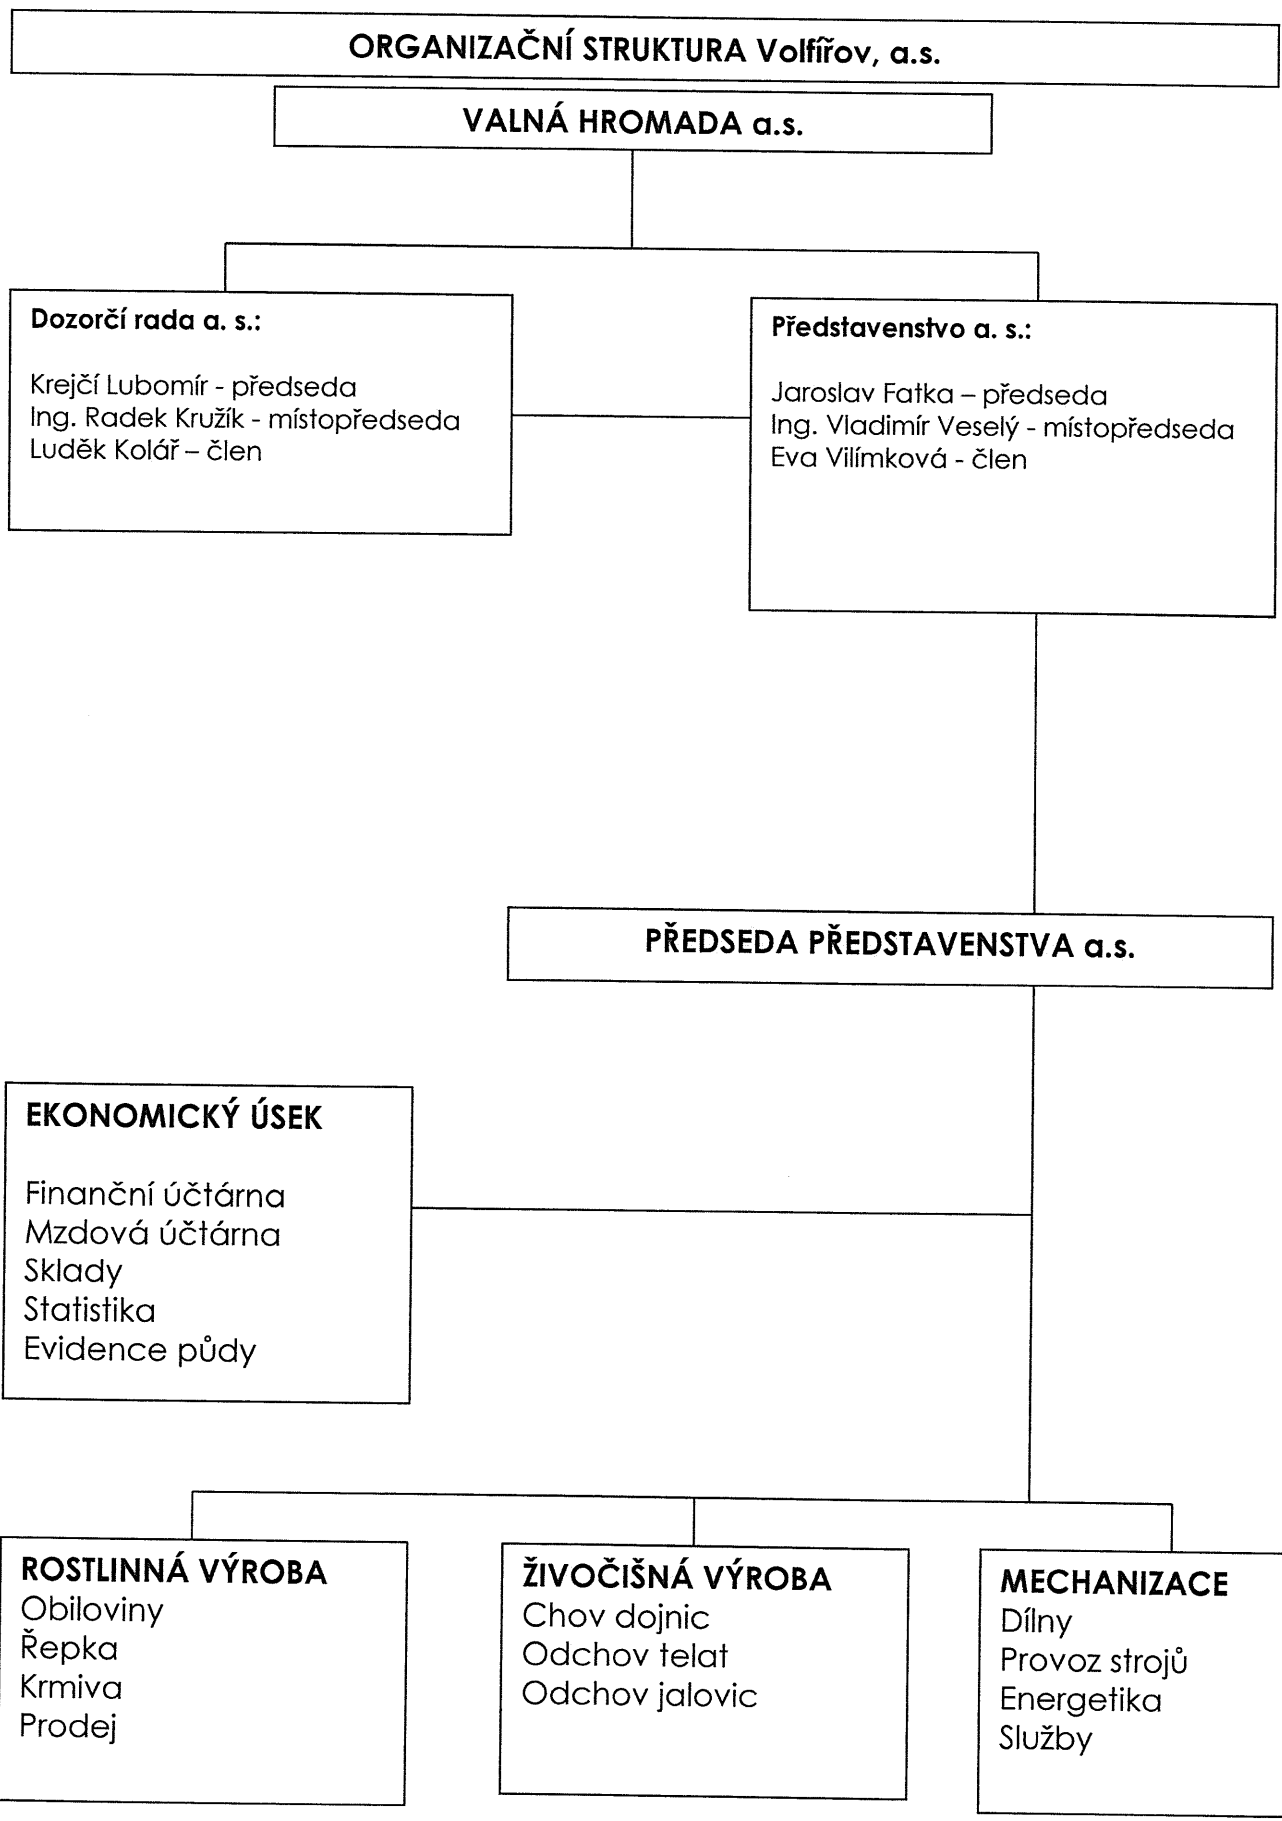 ORGANIZAČNÍ STRUKTURA Volfířov, a.s.
VALNÁ HROMADA a.s.
Dozorčí rada a. s.:
Krejčí Lubomír - předseda
Ing. Radek Kružík - místopředseda
Luděk Kolář – člen
Představenstvo a. s.:
Jaroslav Fatka – předseda
Ing. Vladimír Veselý - místopředseda
Eva Vilímková - člen
PŘEDSEDA PŘEDSTAVENSTVA a.s.
EKONOMICKÝ ÚSEK
Finanční účtárna
Mzdová účtárna
Sklady
Statistika
Evidence půdy
ROSTLINNÁ VÝROBA
Obiloviny
Řepka
Krmiva
Prodej
ŽIVOČIŠNÁ VÝROBA
Chov dojnic
Odchov telat
Odchov jalovic
MECHANIZACE
Dílny
Provoz strojů
Energetika
Služby